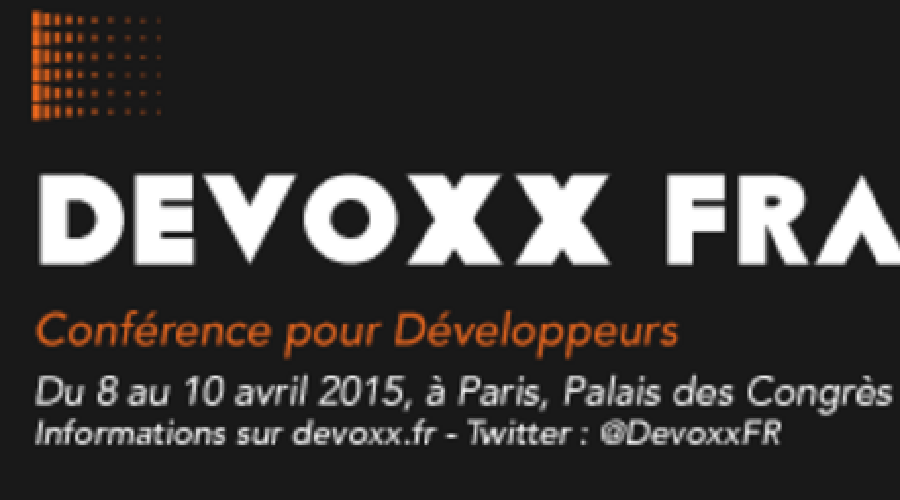 DEVOXX FRA
Conférence pour Développeurs
Du 8 au 10 avril 2015, à Paris, Palais des Congrès
Informations sur devoxx.fr - Twitter : @DevoxxFR